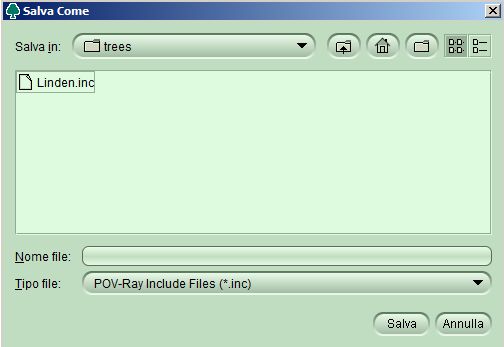 Salva Come
Salva in: trees
Linden.inc
Nome file:
Tipo file: POV-Ray Include Files (*.inc)
Salva Annulla